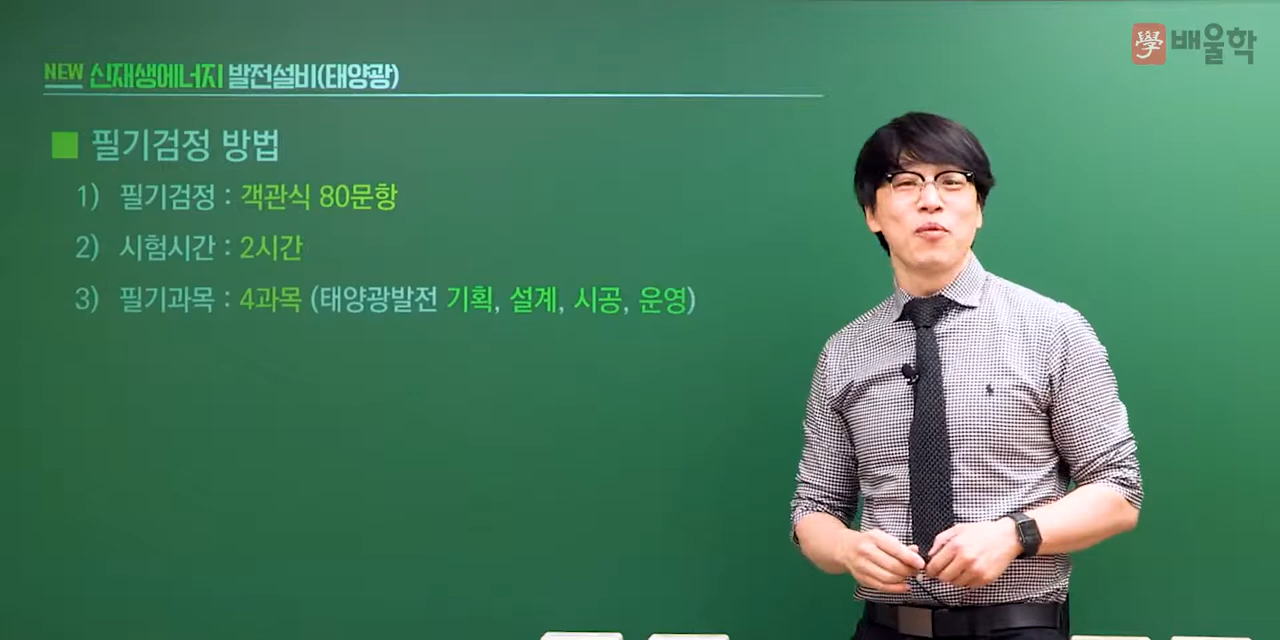 學 배울학
NEW 신재생에너지 발전설비(태양광)
■ 필기검정 방법
1) 필기검정 : 객관식 80문항
2) 시험시간 : 2시간
3) 필기과목 : 4과목 (태양광발전 기획, 설계, 시공, 운영)